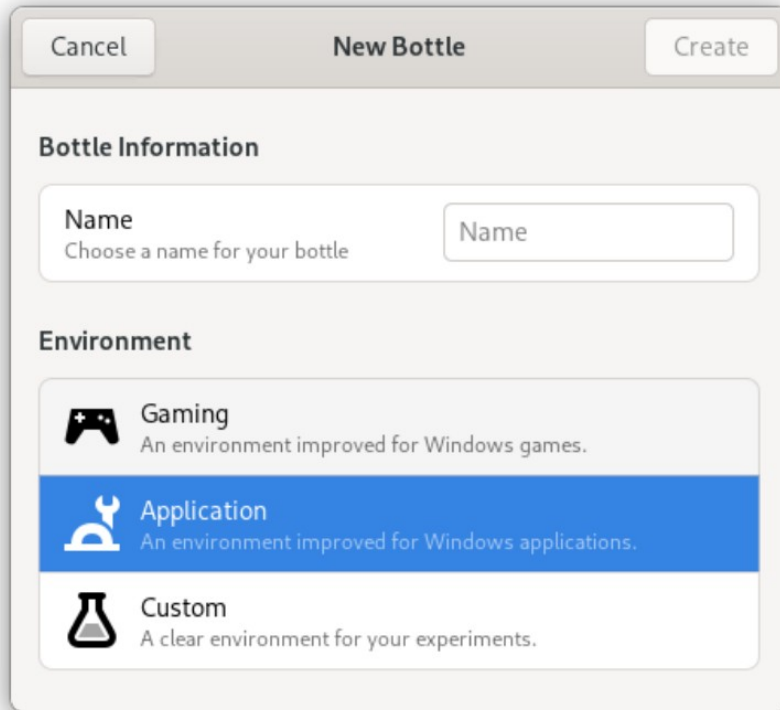 Cancel
New Bottle
Create
Bottle Information
Name
Choose a name for your bottle
Name
Environment
Gaming
An environment improved for Windows games.
Application
An environment improved for Windows applications.
Custom
A clear environment for your experiments.